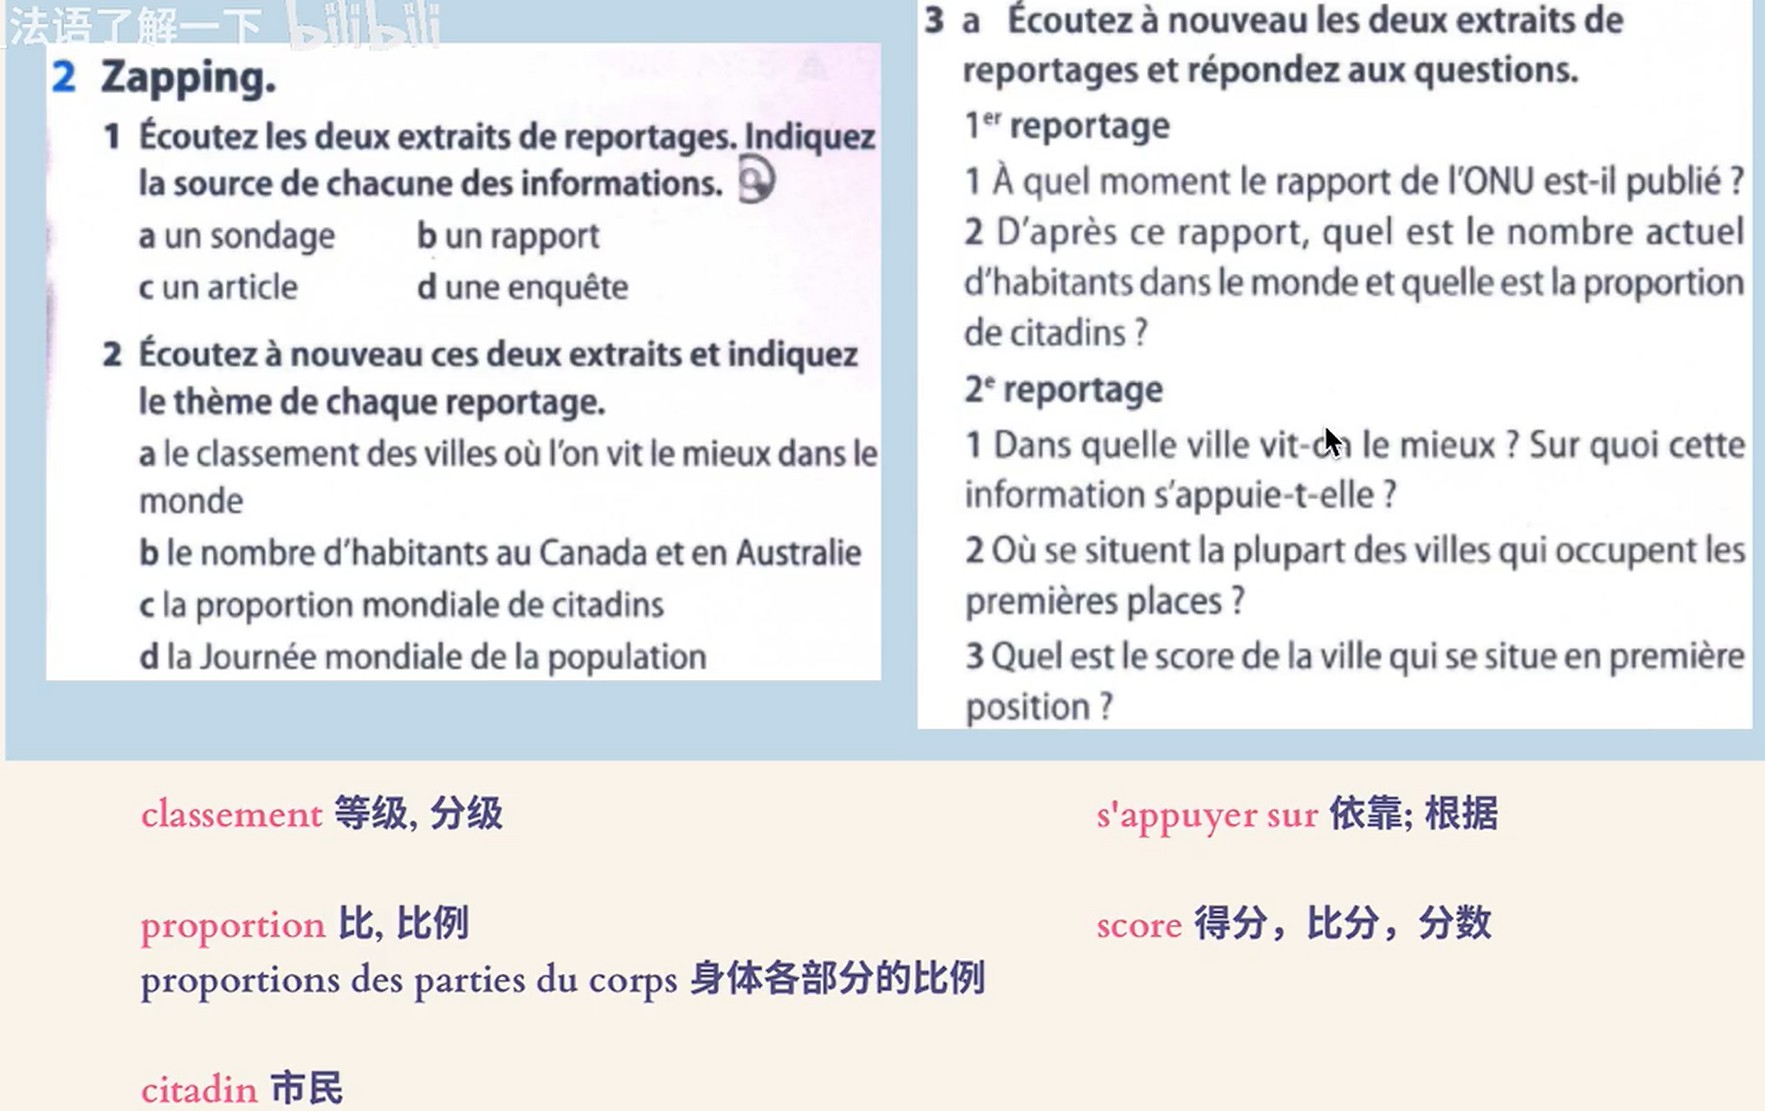 法语了解一下 bilibili
2 Zapping.
1 Écoutez les deux extraits de reportages. Indiquez
la source de chacune des informations.
a un sondage b un rapport
c un article d une enquête
2 Écoutez à nouveau ces deux extraits et indiquez
le thème de chaque reportage.
a le classement des villes où l'on vit le mieux dans le
monde
b le nombre d'habitants au Canada et en Australie
c la proportion mondiale de citadins
d la Journée mondiale de la population
3 a Écoutez à nouveau les deux extraits de
reportages et répondez aux questions.
1er reportage
1 À quel moment le rapport de l'ONU est-il publié ?
2 D'après ce rapport, quel est le nombre actuel
d'habitants dans le monde et quelle est la proportion
de citadins ?
2e reportage
1 Dans quelle ville vit-on le mieux ? Sur quoi cette
information s'appuie-t-elle ?
2 Où se situent la plupart des villes qui occupent les
premières places ?
3 Quel est le score de la ville qui se situe en première
position ?
classement 等级, 分级
proportion 比, 比例
proportions des parties du corps 身体各部分的比例
citadin 市民
s'appuyer sur 依靠; 根据
score 得分，比分，分数